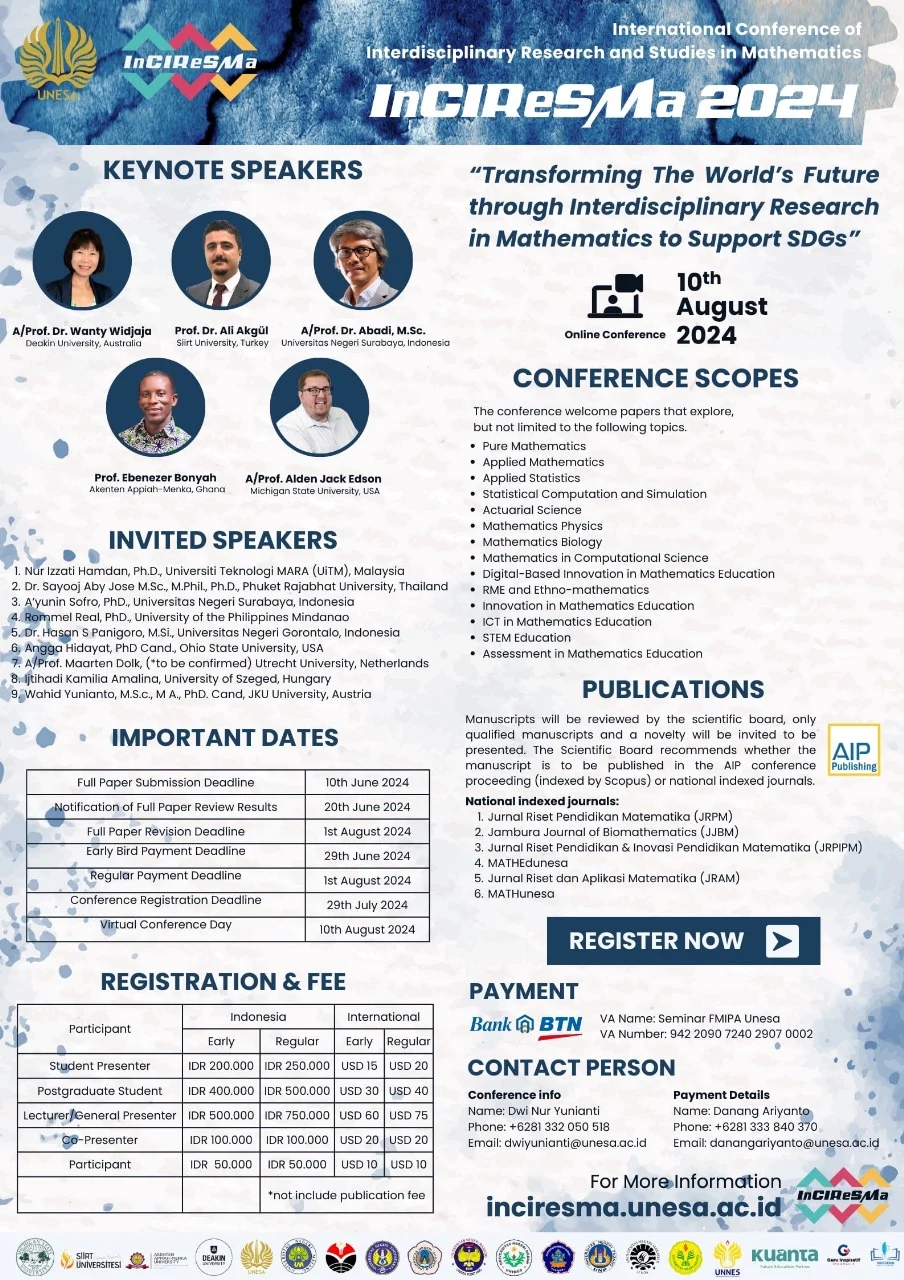 UNESA
InCIReSMa
International Conference of
Interdisciplinary Research and Studies in Mathematics
InCIReSMa 2024
KEYNOTE SPEAKERS
A/Prof. Dr. Wanty Widjaja
Deakin University, Australia
Prof. Dr. Ali Akgül
Siirt University, Turkey
A/Prof. Dr. Abadi, M.Sc.
Universitas Negeri Surabaya, Indonesia
Prof. Ebenezer Bonyah
Akenten Appiah-Menka, Ghana
A/Prof. Alden Jack Edson
Michigan State University, USA
INVITED SPEAKERS
1. Nur Izzati Hamdan, Ph.D., Universiti Teknologi MARA (UiTM), Malaysia
2. Dr. Sayooj Aby Jose M.Sc., M.Phil., Ph.D., Phuket Rajabhat University, Thailand
3. A'yunin Sofro, PhD., Universitas Negeri Surabaya, Indonesia
4. Rommel Real, PhD., University of the Philippines Mindanao
5. Dr. Hasan S Panigoro, M.Si., Universitas Negeri Gorontalo, Indonesia
6. Angga Hidayat, PhD Cand., Ohio State University, USA
7. A/Prof. Maarten Dolk, (*to be confirmed) Utrecht University, Netherlands
8. Ijtihadi Kamilia Amalina, University of Szeged, Hungary
9. Wahid Yunianto, M.S.c., M A., PhD. Cand, JKU University, Austria
IMPORTANT DATES
Full Paper Submission Deadline 10th June 2024
Notification of Full Paper Review Results 20th June 2024
Full Paper Revision Deadline 1st August 2024
Early Bird Payment Deadline 29th June 2024
Regular Payment Deadline 1st August 2024
Conference Registration Deadline 29th July 2024
Virtual Conference Day 10th August 2024
REGISTRATION & FEE
Participant Indonesia International
Early Regular Early Regular
Student Presenter IDR 200.000 IDR 250.000 USD 15 USD 20
Postgraduate Student IDR 400.000 IDR 500.000 USD 30 USD 40
Lecturer/General Presenter IDR 500.000 IDR 750.000 USD 60 USD 75
Co-Presenter IDR 100.000 IDR 100.000 USD 20 USD 20
Participant IDR 50.000 IDR 50.000 USD 10 USD 10
*not include publication fee
“Transforming The World’s Future
through Interdisciplinary Research
in Mathematics to Support SDGs”
Online Conference
10th
August
2024
CONFERENCE SCOPES
The conference welcome papers that explore,
but not limited to the following topics.
• Pure Mathematics
• Applied Mathematics
• Applied Statistics
• Statistical Computation and Simulation
• Actuarial Science
• Mathematics Physics
• Mathematics Biology
• Mathematics in Computational Science
• Digital-Based Innovation in Mathematics Education
• RME and Ethno-mathematics
• Innovation in Mathematics Education
• ICT in Mathematics Education
• STEM Education
• Assessment in Mathematics Education
PUBLICATIONS
Manuscripts will be reviewed by the scientific board, only
qualified manuscripts and a novelty will be invited to be
presented. The Scientific Board recommends whether the
manuscript is to be published in the AIP conference
proceeding (indexed by Scopus) or national indexed journals.
AIP
Publishing
National indexed journals:
1. Jurnal Riset Pendidikan Matematika (JRPM)
2. Jambura Journal of Biomathematics (JJBM)
3. Jurnal Riset Pendidikan & Inovasi Pendidikan Matematika (JRPIPM)
4. MATHEdunesa
5. Jurnal Riset dan Aplikasi Matematika (JRAM)
6. MATHunesa
REGISTER NOW
PAYMENT
Bank BTN
VA Name: Seminar FMIPA Unesa
VA Number: 942 2090 7240 2907 0002
CONTACT PERSON
Conference info
Name: Dwi Nur Yunianti
Phone: +6281 332 050 518
Email: dwiyunianti@unesa.ac.id
Payment Details
Name: Danang Ariyanto
Phone: +6281 333 840 370
Email: danangariyanto@unesa.ac.id
For More Information
inciresma.unesa.ac.id
InCIReSMa
SİİRT
ÜNİVERSİTESİ
DEAKIN
UNIVERSITY
UNESA
UNNES
kuanta